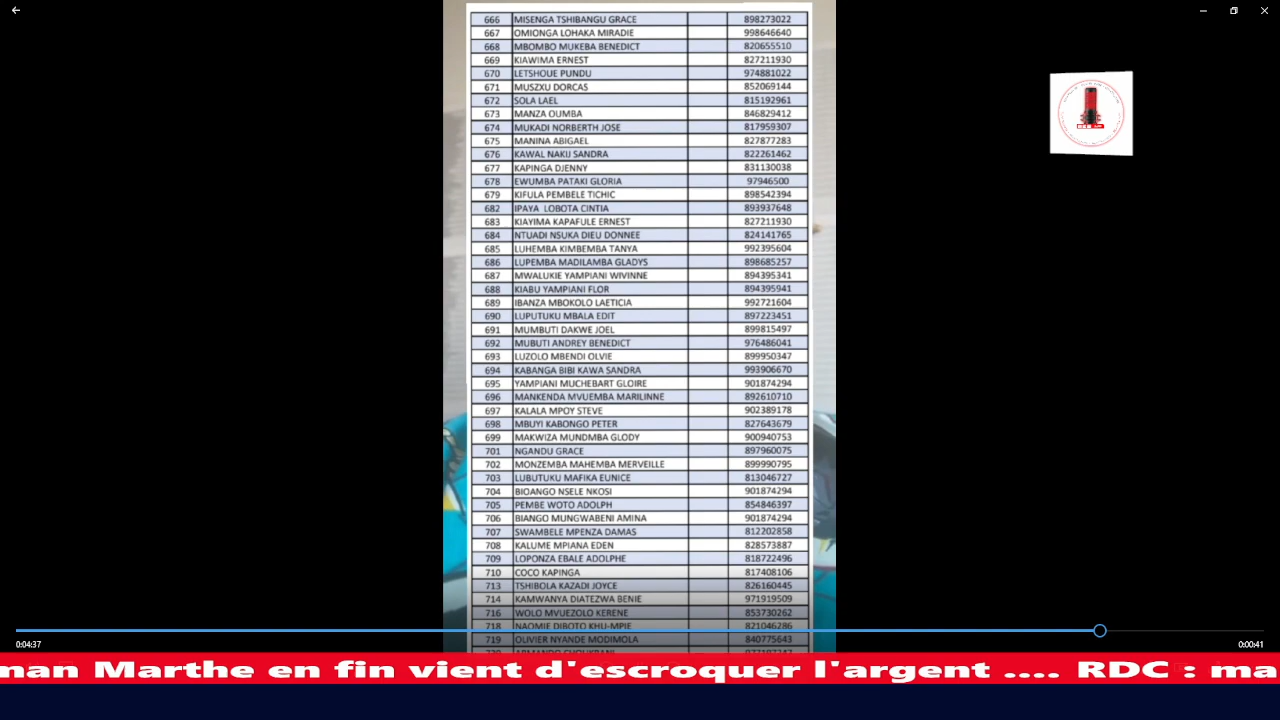 666 MISENGA TSHIBANGU GRACE 898273022
667 OMIONGA LOHAKA MIRADIE 998646640
668 MBOMBO MUKEBA BENEDICT 820655510
669 KIAWIMA ERNEST 827211930
670 LETSHOUE PUNDU 974881022
671 MUSZXU DORCAS 852069144
672 SOLA LAEL 815192961
673 MANZA OUMBA 846829412
674 MUKADI NORBERTH JOSE 817959307
675 MANINA ABIGAEL 827877283
676 KAWAL NAKIJ SANDRA 822261462
677 KAPINGA DJENNY 831130038
678 EWUMBA PATAKI GLORIA 97946500
679 KIFULA PEMBELE TICHIC 898542394
682 IPAYA LOBOTA CINTIA 893937648
683 KIAYIMA KAPAFULE ERNEST 827211930
684 NTUADI NSUKA DIEU DONNEE 824141765
685 LUHEMBA KIMBEMBA TANYA 992395604
686 LUPEMBA MADILAMBA GLADYS 898685257
687 MWALUKIE YAMPIANI WIVINNE 894395341
688 KIABU YAMPIANI FLOR 894395941
689 IBANZA MBOKOLO LAETICIA 992721604
690 LUPUTUKU MBALA EDIT 897223451
691 MUMBUTI DAKWE JOEL 899815497
692 MUBUTI ANDREY BENEDICT 976486041
693 LUZOLO MBENDI OLVIE 899950347
694 KABANGA BIBI KAWA SANDRA 993906670
695 YAMPIANI MUCHEBART GLOIRE 901874294
696 MANKENDA MVUEMBA MARILINNE 892610710
697 KALALA MPOY STEVE 902389178
698 MBUYI KABONGO PETER 827643679
699 MAKWIZA MUNDMBA GLODY 900940753
701 NGANDU GRACE 897960075
702 MONZEMBA MAHEMBA MERVEILLE 899990795
703 LUBUTUKU MAFIKA EUNICE 813046727
704 BIOANGO NSELE NKOSI 901874294
705 PEMBE WOTO ADOLPH 854846397
706 BIANGO MUNGWABENI AMINA 901874294
707 SWAMBELE MPENZA DAMAS 812202858
708 KALUME MPIANA EDEN 828573887
709 LOPONZA EBALE ADOLPHE 818722496
710 COCO KAPINGA 817408106
713 TSHIBOLA KAZADI JOYCE 826160445
714 KAMWANYA DIATEZWA BENIE 971919509
716 WOLO MVUEZOLO KERENE 853730262
718 NAOMIE DIBOTO KHU-MPIE 821046286
719 OLIVIER NYANDE MODIMOLA 840775643
0:04:37 0:00:41
man Marthe en fin vient d'escroquer l'argent .... RDC : ma